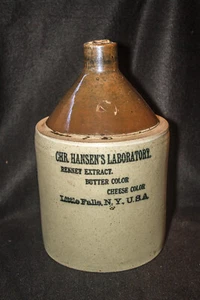 CHR. HANSEN'S LABORATORY.
RENNET EXTRACT.
BUTTER COLOR
CHEESE COLOR
Little Falls, N.Y., U.S.A.